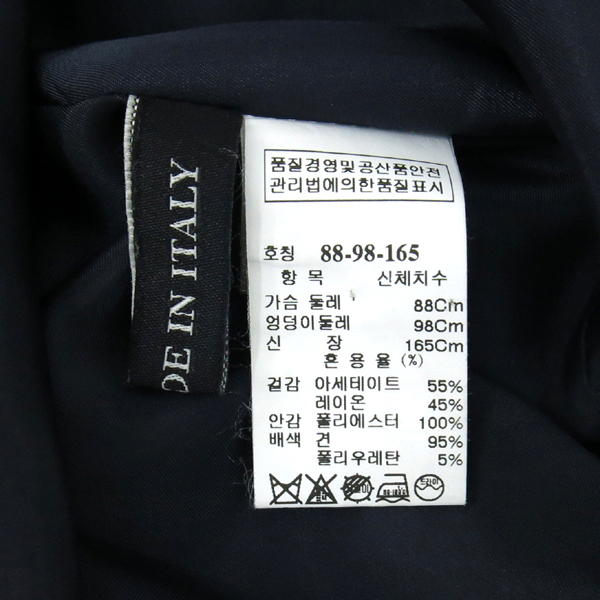 DE IN ITALY
품질경영및공산품안전
관리법에의한품질표시
호칭 88-98-165
항 목 신체치수
가슴 둘레 88Cm
엉덩이둘레 98Cm
신 장 165Cm
혼 용 율 (%)
겉감 아세테이트 55%
레이온 45%
안감 폴리에스터 100%
배색 견 95%
폴리우레탄 5%
드라이